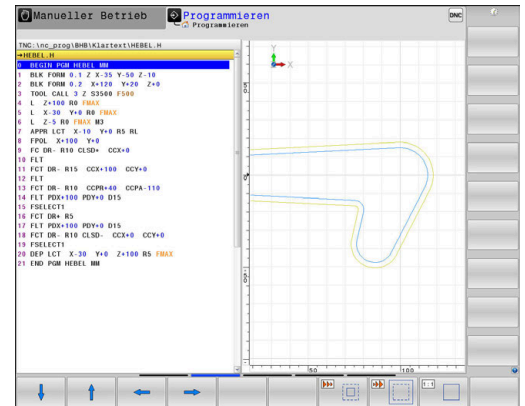 Manueller Betrieb
Programmieren
Programmieren
DNC
TNC:\nc_prog\BHB\Klartext\HEBEL.H
→HEBEL.H
0 BEGIN PGM HEBEL MM
1 BLK FORM 0.1 Z X-35 Y-50 Z-10
2 BLK FORM 0.2 X+120 Y+20 Z+0
3 TOOL CALL 3 Z S3500 F500
4 L Z+100 R0 FMAX
5 L X-30 Y+0 R0 FMAX
6 L Z-5 R0 FMAX M3
7 APPR LCT X-10 Y+0 R5 RL
8 FPOL X+100 Y+0
9 FC DR- R10 CLSD+ CCX+0
10 FLT
11 FCT DR- R15 CCX+100 CCY+0
12 FLT
13 FCT DR- R10 CCPR+40 CCPA-110
14 FLT PDX+100 PDY+0 D15
15 FSELECT1
16 FCT DR+ R5
17 FLT PDX+100 PDY+0 D15
18 FCT DR- R10 CLSD- CCX+0 CCY+0
19 FSELECT1
20 DEP LCT X-30 Y+0 Z+100 R5 FMAX
21 END PGM HEBEL MM
Y
X
50
0
-50
50
100
1:1